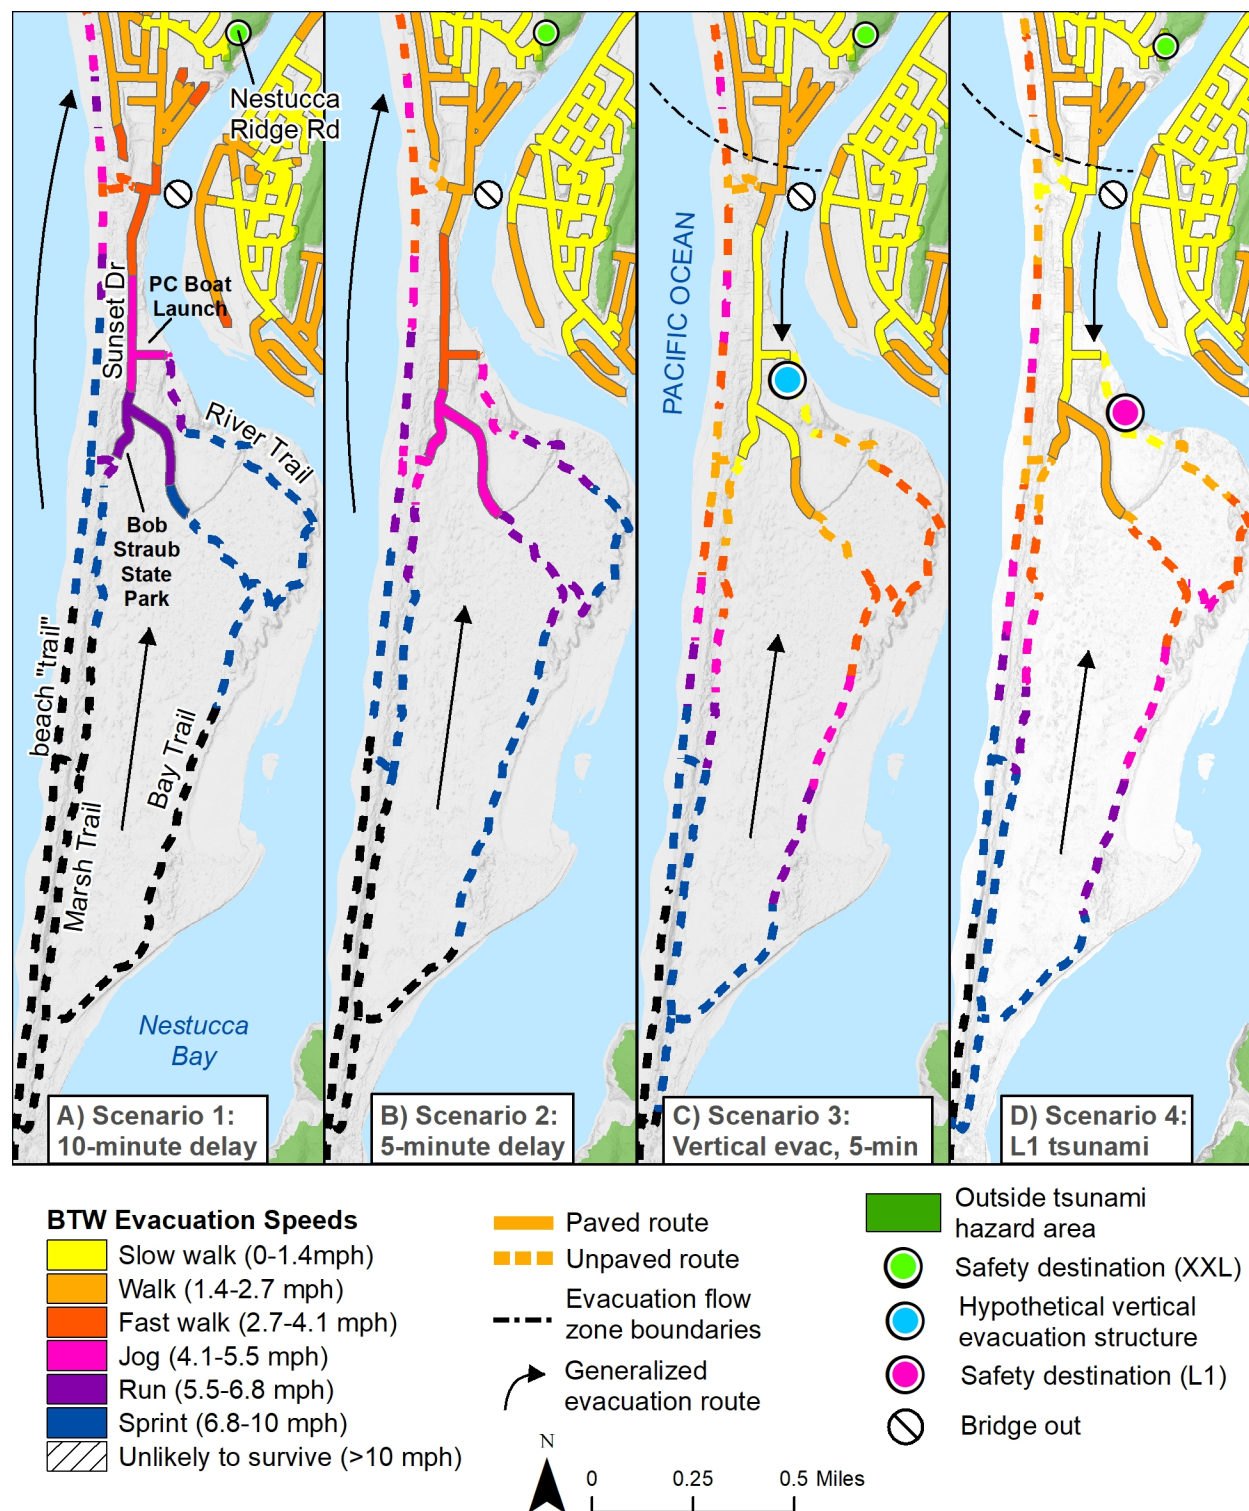 Nestucca
Ridge Rd
Sunset Dr
PC Boat
Launch
River Trail
Bob
Straub
State
Park
beach "trail"
Marsh Trail
Bay Trail
Nestucca
Bay
PACIFIC OCEAN
A) Scenario 1:
10-minute delay
B) Scenario 2:
5-minute delay
C) Scenario 3:
Vertical evac, 5-min
D) Scenario 4:
L1 tsunami
BTW Evacuation Speeds
Slow walk (0-1.4mph)
Walk (1.4-2.7 mph)
Fast walk (2.7-4.1 mph)
Jog (4.1-5.5 mph)
Run (5.5-6.8 mph)
Sprint (6.8-10 mph)
Unlikely to survive (>10 mph)
Paved route
Unpaved route
Evacuation flow
zone boundaries
Generalized
evacuation route
N
0 0.25 0.5 Miles
Outside tsunami
hazard area
Safety destination (XXL)
Hypothetical vertical
evacuation structure
Safety destination (L1)
Bridge out